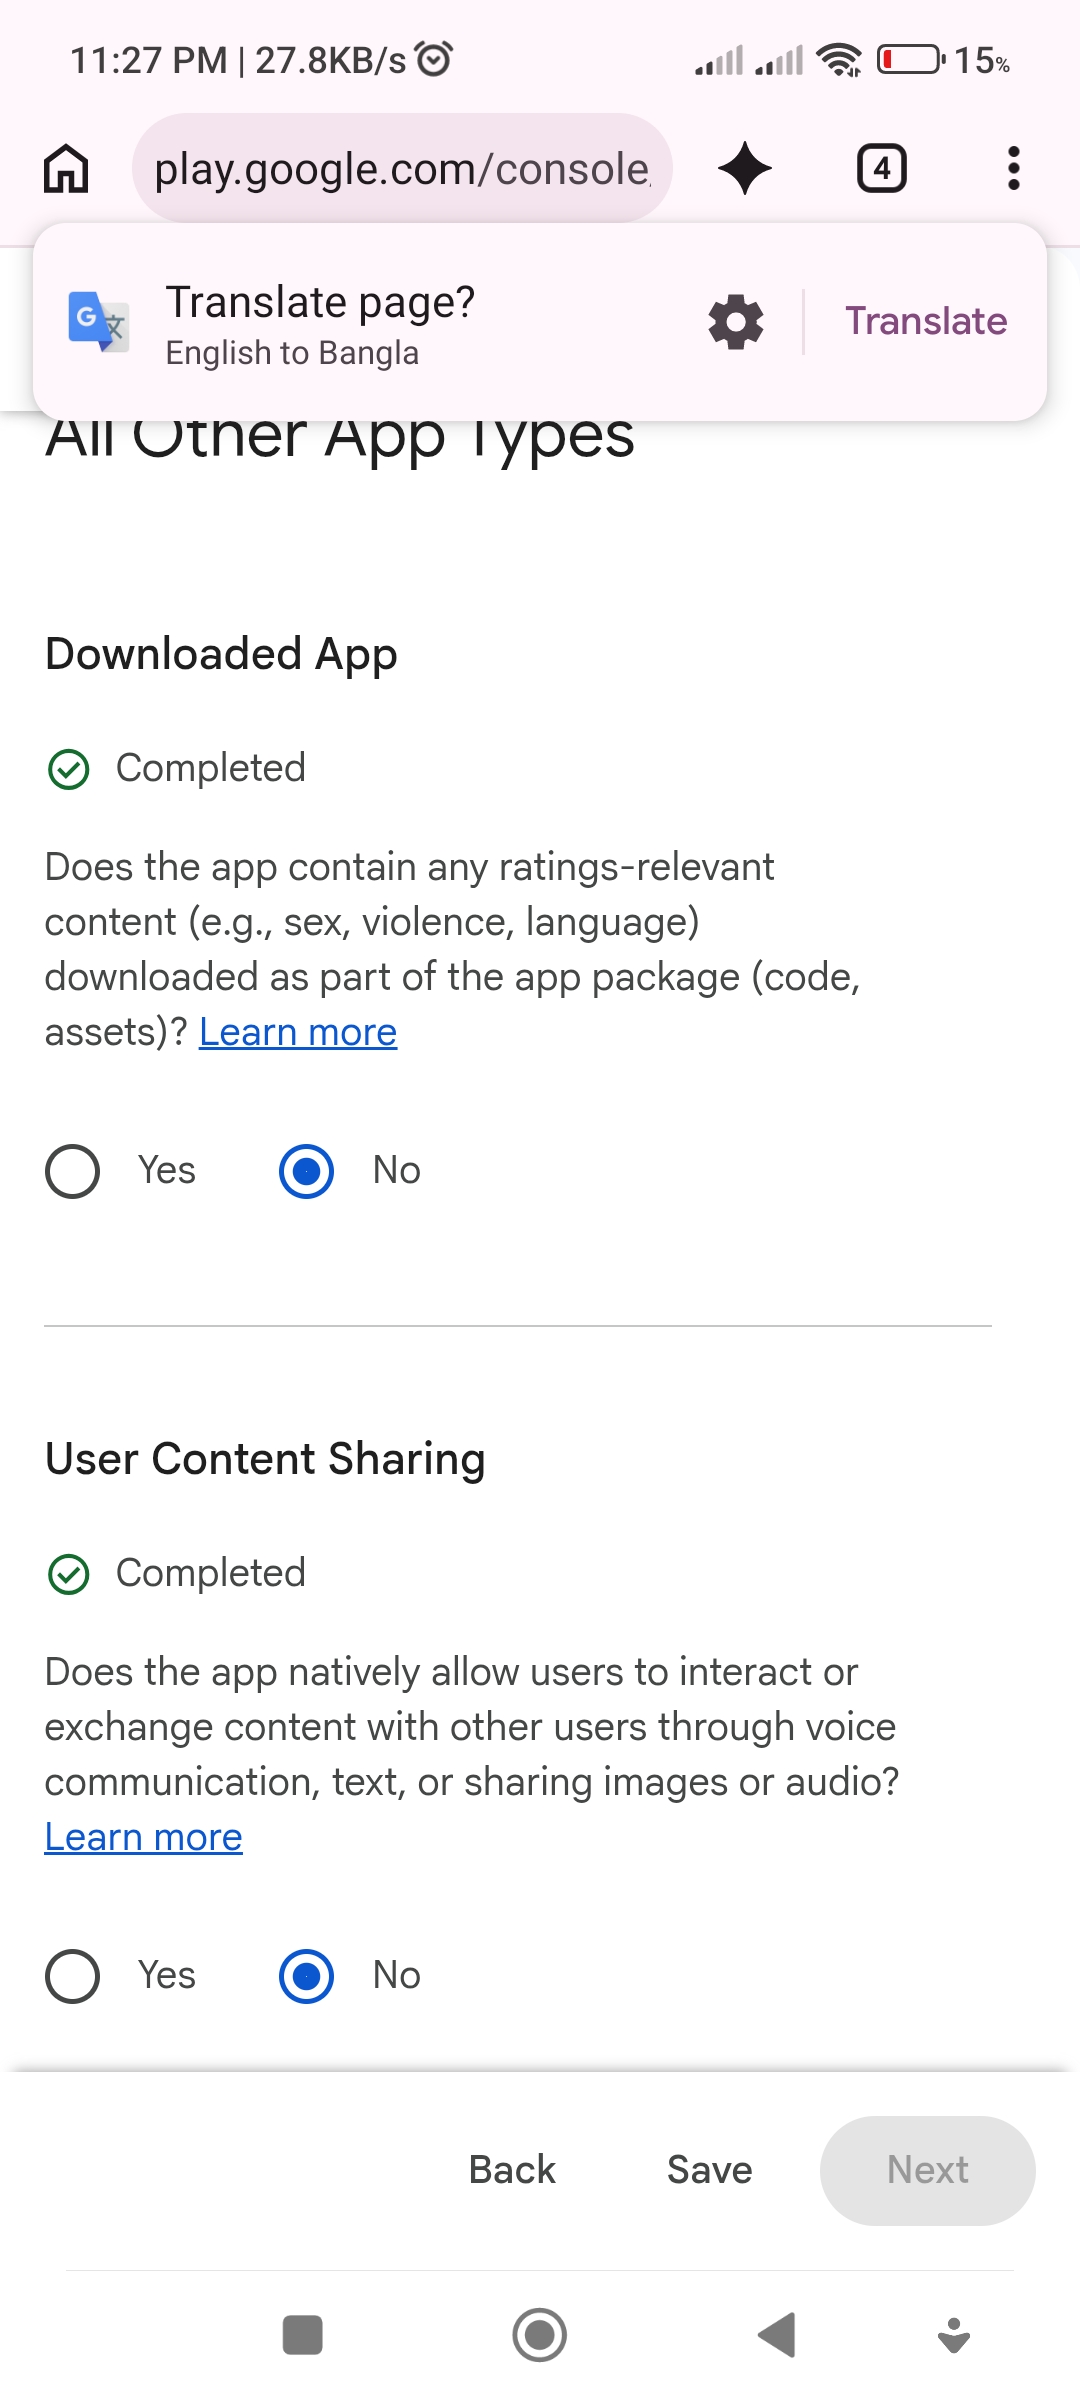 11:27 PM | 27.8KB/s
15%
play.google.com/console
4
Translate page?
English to Bangla
Translate
All Other App Types
Downloaded App
Completed
Does the app contain any ratings-relevant
content (e.g., sex, violence, language)
downloaded as part of the app package (code,
assets)? Learn more
Yes
No
User Content Sharing
Completed
Does the app natively allow users to interact or
exchange content with other users through voice
communication, text, or sharing images or audio?
Learn more
Yes
No
Back
Save
Next